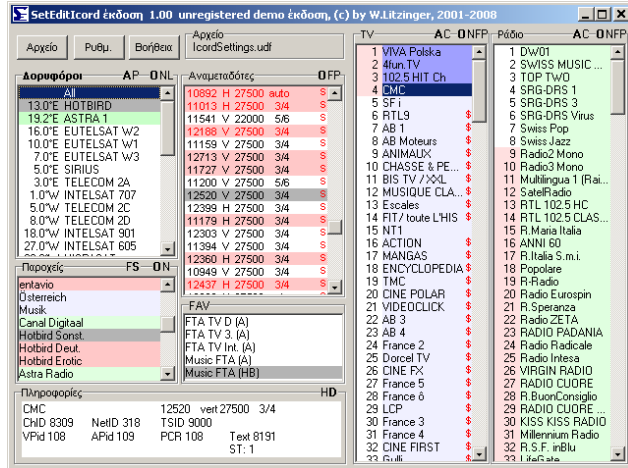 SetEditIcord έκδοση 1.00 unregistered demo έκδοση, (c) by W.Litzinger, 2001-2008
Αρχείο
Ρυθμ.
Βοήθεια
Αρχείο
IcordSettings.udf
Δορυφόροι AP ONL
All
13.0°E HOTBIRD
19.2°E ASTRA 1
16.0°E EUTELSAT W2
10.0°E EUTELSAT W1
7.0°E EUTELSAT W3
5.0°E SIRIUS
3.0°E TELECOM 2A
1.0°W INTELSAT 707
5.0°W TELECOM 2C
8.0°W TELECOM 2D
18.0°W INTELSAT 901
27.0°W INTELSAT 605
Αναμεταδότες OFP
10892 H 27500 auto S
11013 H 27500 3/4 S
11541 V 22000 5/6 S
12188 V 27500 3/4 S
11159 V 27500 3/4 S
12713 V 27500 3/4 S
11727 V 27500 3/4 S
11200 V 27500 5/6 S
12520 V 27500 3/4 S
12399 H 27500 3/4 S
11179 H 27500 3/4 S
12303 V 27500 3/4 S
11394 V 27500 3/4 S
12360 H 27500 3/4 S
10949 V 27500 3/4 S
12437 H 27500 3/4 S
Παροχείς FS ON
entavio
Österreich
Musik
Canal Digitaal
Hotbird Sonst.
Hotbird Deut.
Hotbird Erotic
Astra Radio
FAV
FTA TV D (A)
FTA TV 3. (A)
FTA TV Int. (A)
Music FTA (A)
Music FTA (HB)
Πληροφορίες HD-
CMC 12520 vert 27500 3/4
ChID 8309 NetID 318 TSID 9000
VPid 108 APid 109 PCR 108 Text 8191
ST: 1
TV AC ONFP
1 VIVA Polska
2 4fun.TV
3 102.5 HIT Ch
4 CMC
5 SF i
6 RTL9 $
7 AB 1 $
8 AB Moteurs $
9 ANIMAUX $
10 CHASSE & PE... $
11 BIS TV / XXL $
12 MUSIQUE CLA... $
13 Escales $
14 FIT/ toute L'HIS $
15 NT1 $
16 ACTION $
17 MANGAS $
18 ENCYCLOPEDIA $
19 TMC $
20 CINE POLAR $
21 VIDEOCLICK $
22 AB 3 $
23 AB 4 $
24 France 2 $
25 Dorcel TV $
26 CINE FX $
27 France 5 $
28 France ô $
29 LCP $
30 France 3 $
31 France 4 $
32 CINE FIRST $
33 Gulli
Ράδιο AC ONFP
1 DW01
2 SWISS MUSIC ...
3 TOP TWO
4 SRG-DRS 1
5 SRG-DRS 3
6 SRG-DRS Virus
7 Swiss Pop
8 Swiss Jazz
9 Radio2 Mono
10 Radio3 Mono
11 Multilingua 1 (Rai...
12 SatelRadio
13 RTL 102.5 HC
14 RTL 102.5 CLAS...
15 R.Maria Italia
16 ANNI 60
17 R.Italia S.m.i.
18 Popolare
19 R-Radio
20 Radio Eurospin
21 R.Speranza
22 Radio ZETA
23 RADIO PADANIA
24 Radio Radicale
25 Radio Intesa
26 VIRGIN RADIO
27 RADIO CUORE
28 R.BuonConsiglio
29 RADIO CUORE ...
30 KISS KISS RADIO
31 Millennium Radio
32 R.S.F. inBlu
33 LifeGate